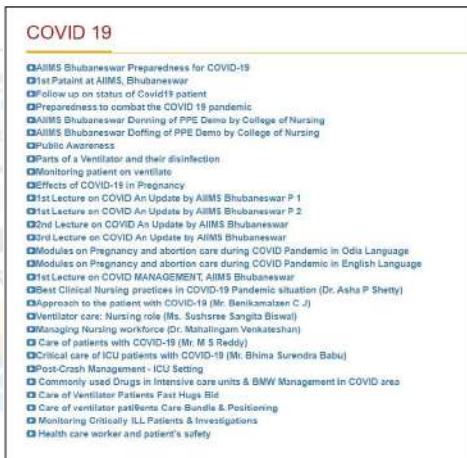 COVID 19
AIIMS Bhubaneswar Preparedness for COVID-19
1st Pataint at AIIMS, Bhubaneswar
Follow up on status of Covid19 patient
Preparedness to combat the COVID 19 pandemic
AIIMS Bhubaneswar Donning of PPE Demo by College of Nursing
AIIMS Bhubaneswar Doffing of PPE Demo by College of Nursing
Public Awareness
Parts of a Ventilator and their disinfection
Monitoring patient on ventilato
Effects of COVID-19 in Pregnancy
1st Lecture on COVID An Update by AIIMS Bhubaneswar P 1
1st Lecture on COVID An Update by AIIMS Bhubaneswar P 2
2nd Lecture on COVID An Update by AIIMS Bhubaneswar
3rd Lecture on COVID An Update by AIIMS Bhubaneswar
Modules on Pregnancy and abortion care during COVID Pandemic in Odia Language
Modules on Pregnancy and abortion care during COVID Pandemic in English Language
1st Lecture on COVID MANAGEMENT, AIIMS Bhubaneswar
Best Clinical Nursing practices in COVID-19 Pandemic situation (Dr. Asha P Shetty)
Approach to the patient with COVID-19 (Mr. Benikamalzen C J)
Ventilator care: Nursing role (Ms. Sushsree Sangita Biswal)
Managing Nursing workforce (Dr. Mahalingam Venkateshan)
Care of patients with COVID-19 (Mr. M S Reddy)
Critical care of ICU patients with COVID-19 (Mr. Bhima Surendra Babu)
Post-Crash Management - ICU Setting
Commonly used Drugs in Intensive care units & BMW Management in COVID area
Care of Ventilator Patients Fast Hugs Bid
Care of ventilator pati9ents Care Bundle & Positioning
Monitoring Critically ILL Patients & Investigations
Health care worker and patient's safety